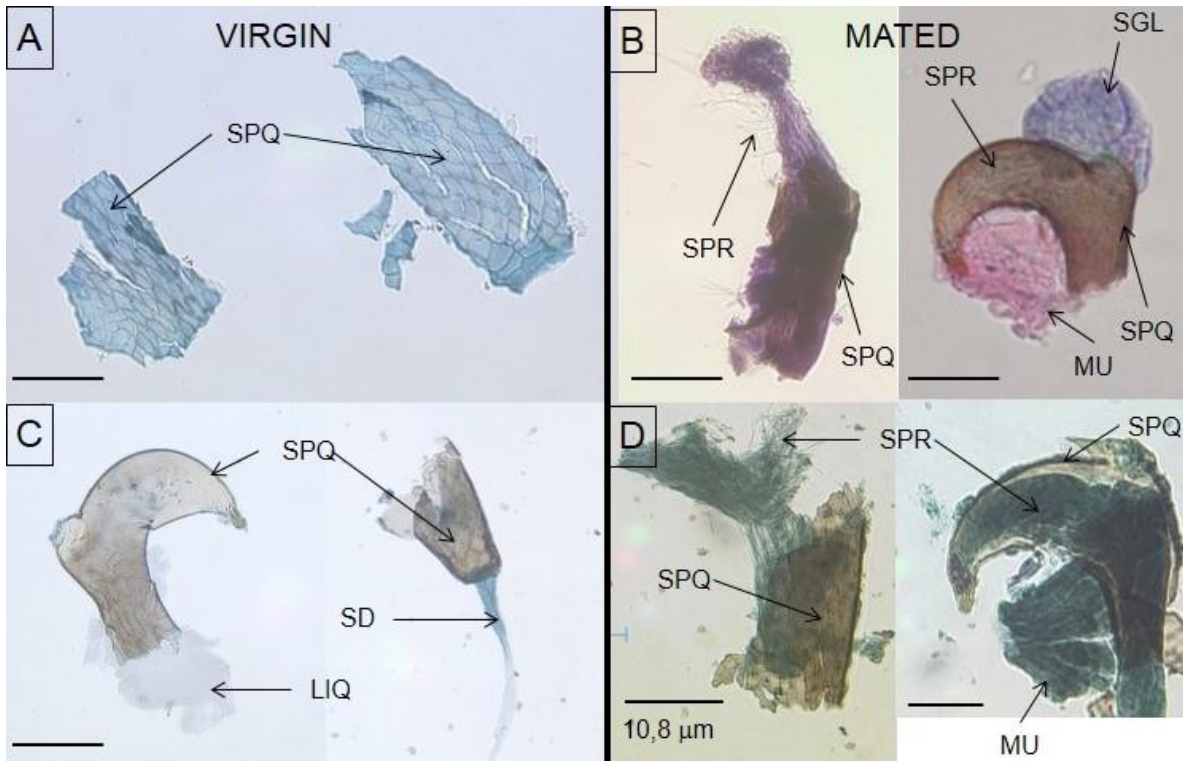 A
VIRGIN
SPQ
B
MATED
SGL
SPR
SPR
SPQ
SPQ
MU
C
SPQ
SD
LIQ
D
SPR
SPQ
SPQ
10,8 μm
MU